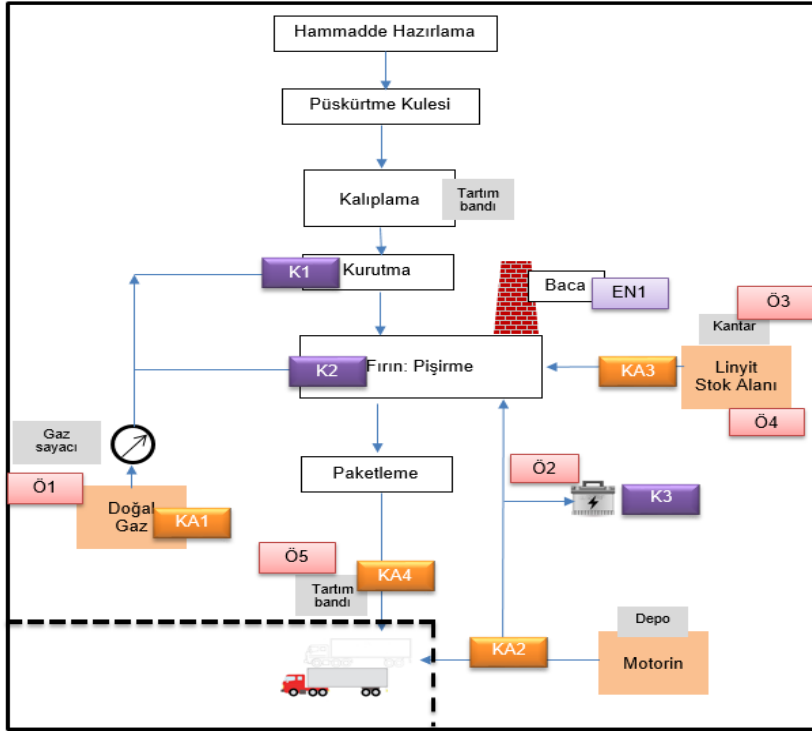 Hammadde Hazırlama
Püskürtme Kulesi
Kalıplama
Tartım
bandı
K1
Kurutma
Baca
EN1
Ö3
Kantar
K2
Fırın: Pişirme
KA3
Linyit
Stok Alanı
Ö4
Gaz
sayacı
Ö1
Doğal
Gaz
KA1
Paketleme
Ö2
K3
Ö5
Tartım
bandı
KA4
Depo
KA2
Motorin